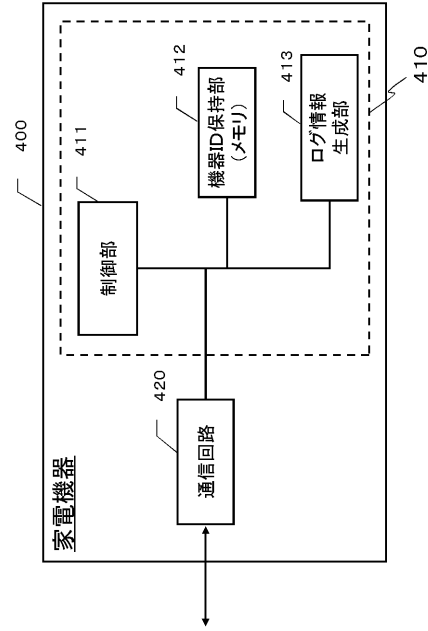 家電機器
400
通信回路
420
制御部
411
機器ID保持部
(メモリ)
412
ログ情報
生成部
413
410